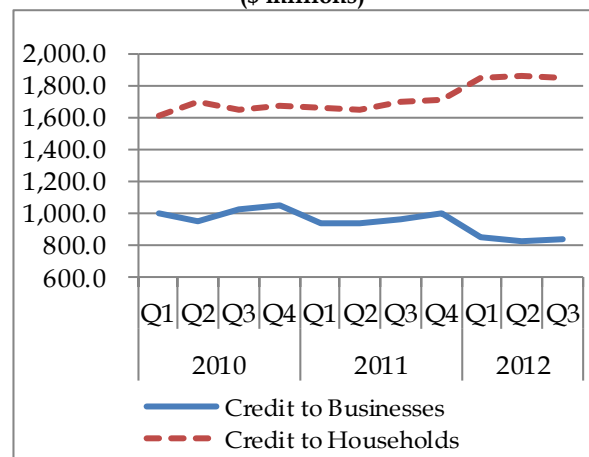 ($ millions)
2,000.0
1,800.0
1,600.0
1,400.0
1,200.0
1,000.0
800.0
600.0
Q1 Q2 Q3 Q4 Q1 Q2 Q3 Q4 Q1 Q2 Q3
2010 2011 2012
Credit to Businesses
Credit to Households